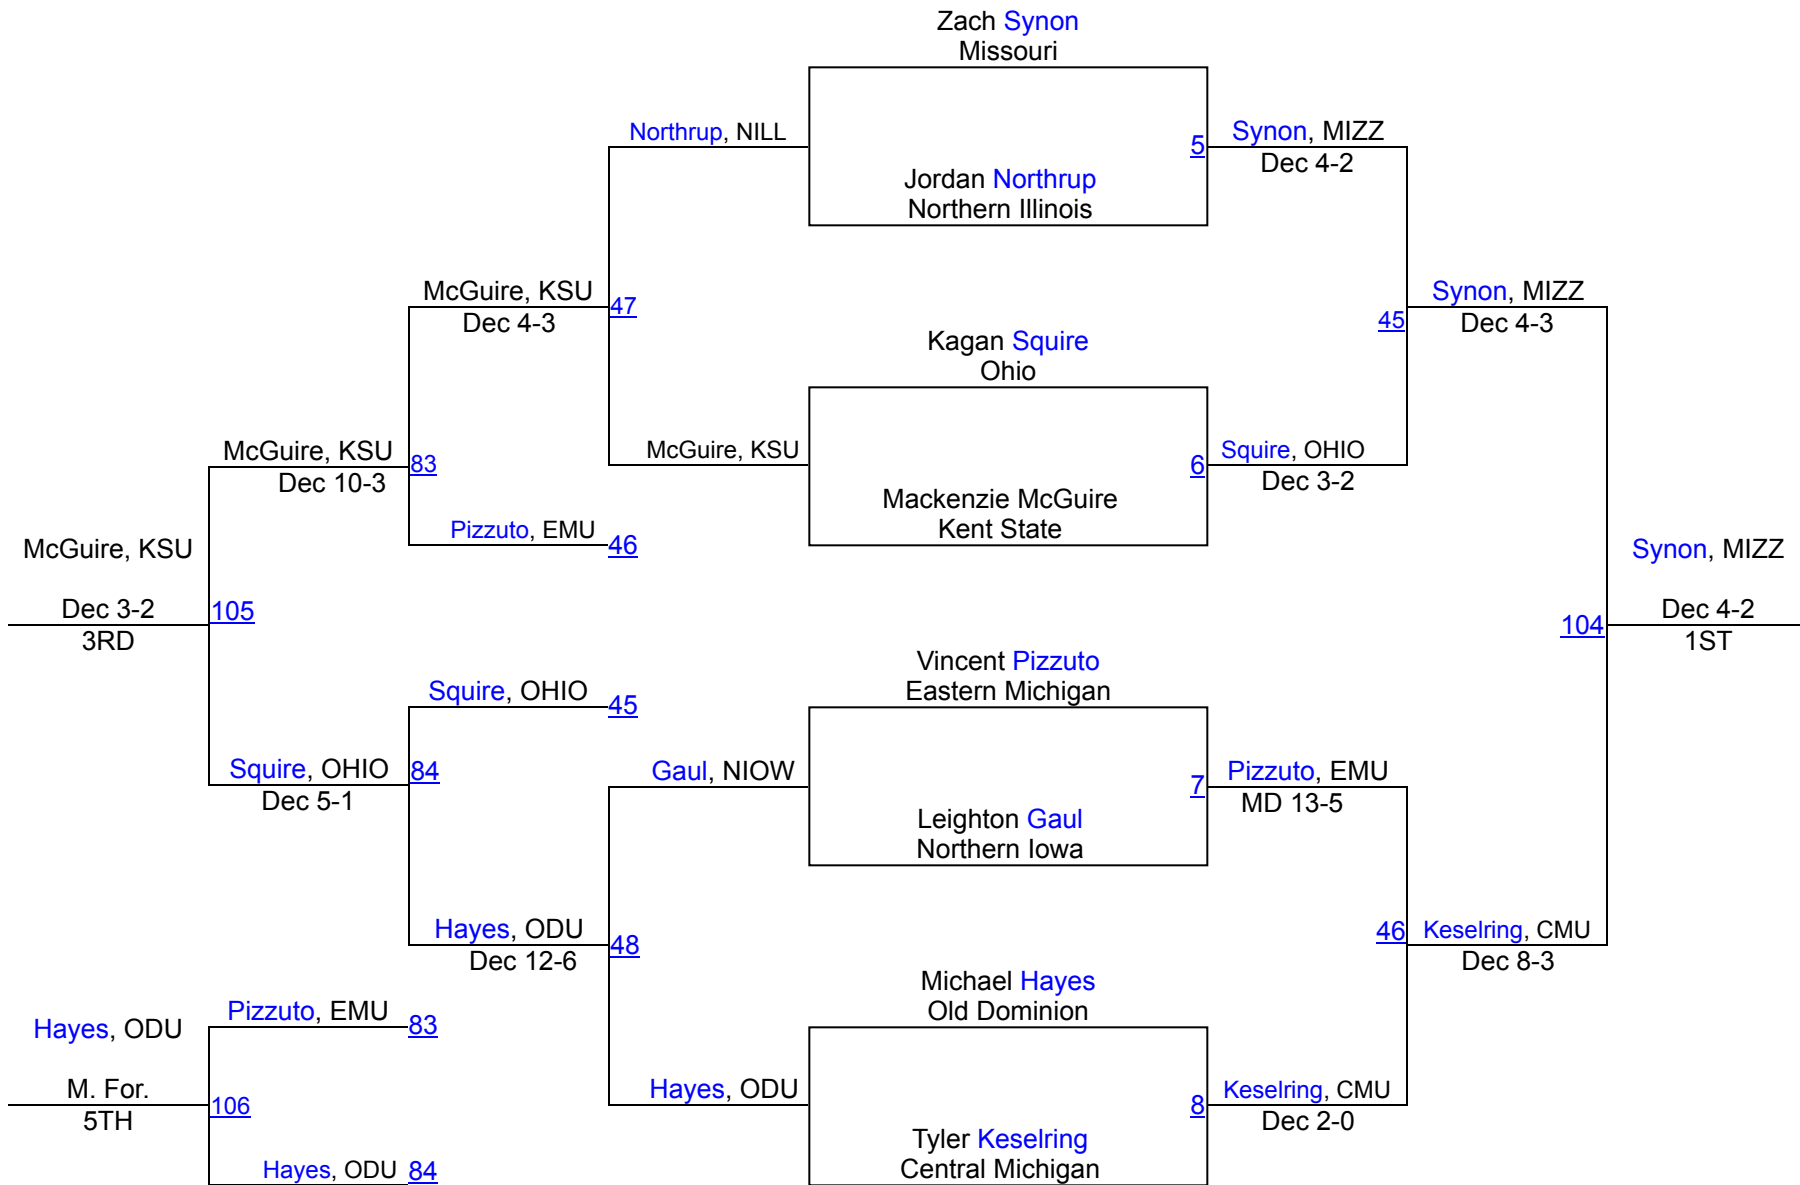 Zach Synon
Missouri
Northrup, NILL
5
Synon, MIZZ
Dec 4-2
Jordan Northrup
Northern Illinois
McGuire, KSU
Dec 4-3
47
Synon, MIZZ
Dec 4-3
45
Kagan Squire
Ohio
McGuire, KSU
Dec 10-3
83
McGuire, KSU
6
Squire, OHIO
Dec 3-2
Mackenzie McGuire
Kent State
Pizzuto, EMU
46
McGuire, KSU
Dec 3-2
3RD
105
Synon, MIZZ
Dec 4-2
1ST
104
Vincent Pizzuto
Eastern Michigan
Squire, OHIO
45
Squire, OHIO
Dec 5-1
84
Gaul, NIOW
7
Pizzuto, EMU
MD 13-5
Leighton Gaul
Northern Iowa
Hayes, ODU
Dec 12-6
48
46
Keselring, CMU
Dec 8-3
Michael Hayes
Old Dominion
Pizzuto, EMU
83
Hayes, ODU
M. For.
5TH
106
Hayes, ODU
8
Keselring, CMU
Dec 2-0
Tyler Keselring
Central Michigan
Hayes, ODU
84